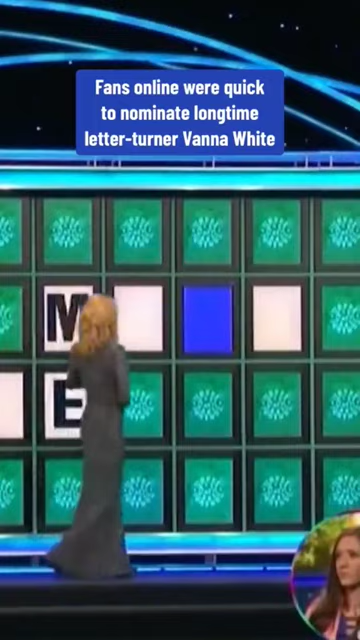 Fans online were quick
to nominate longtime
letter-turner Vanna White
M
E